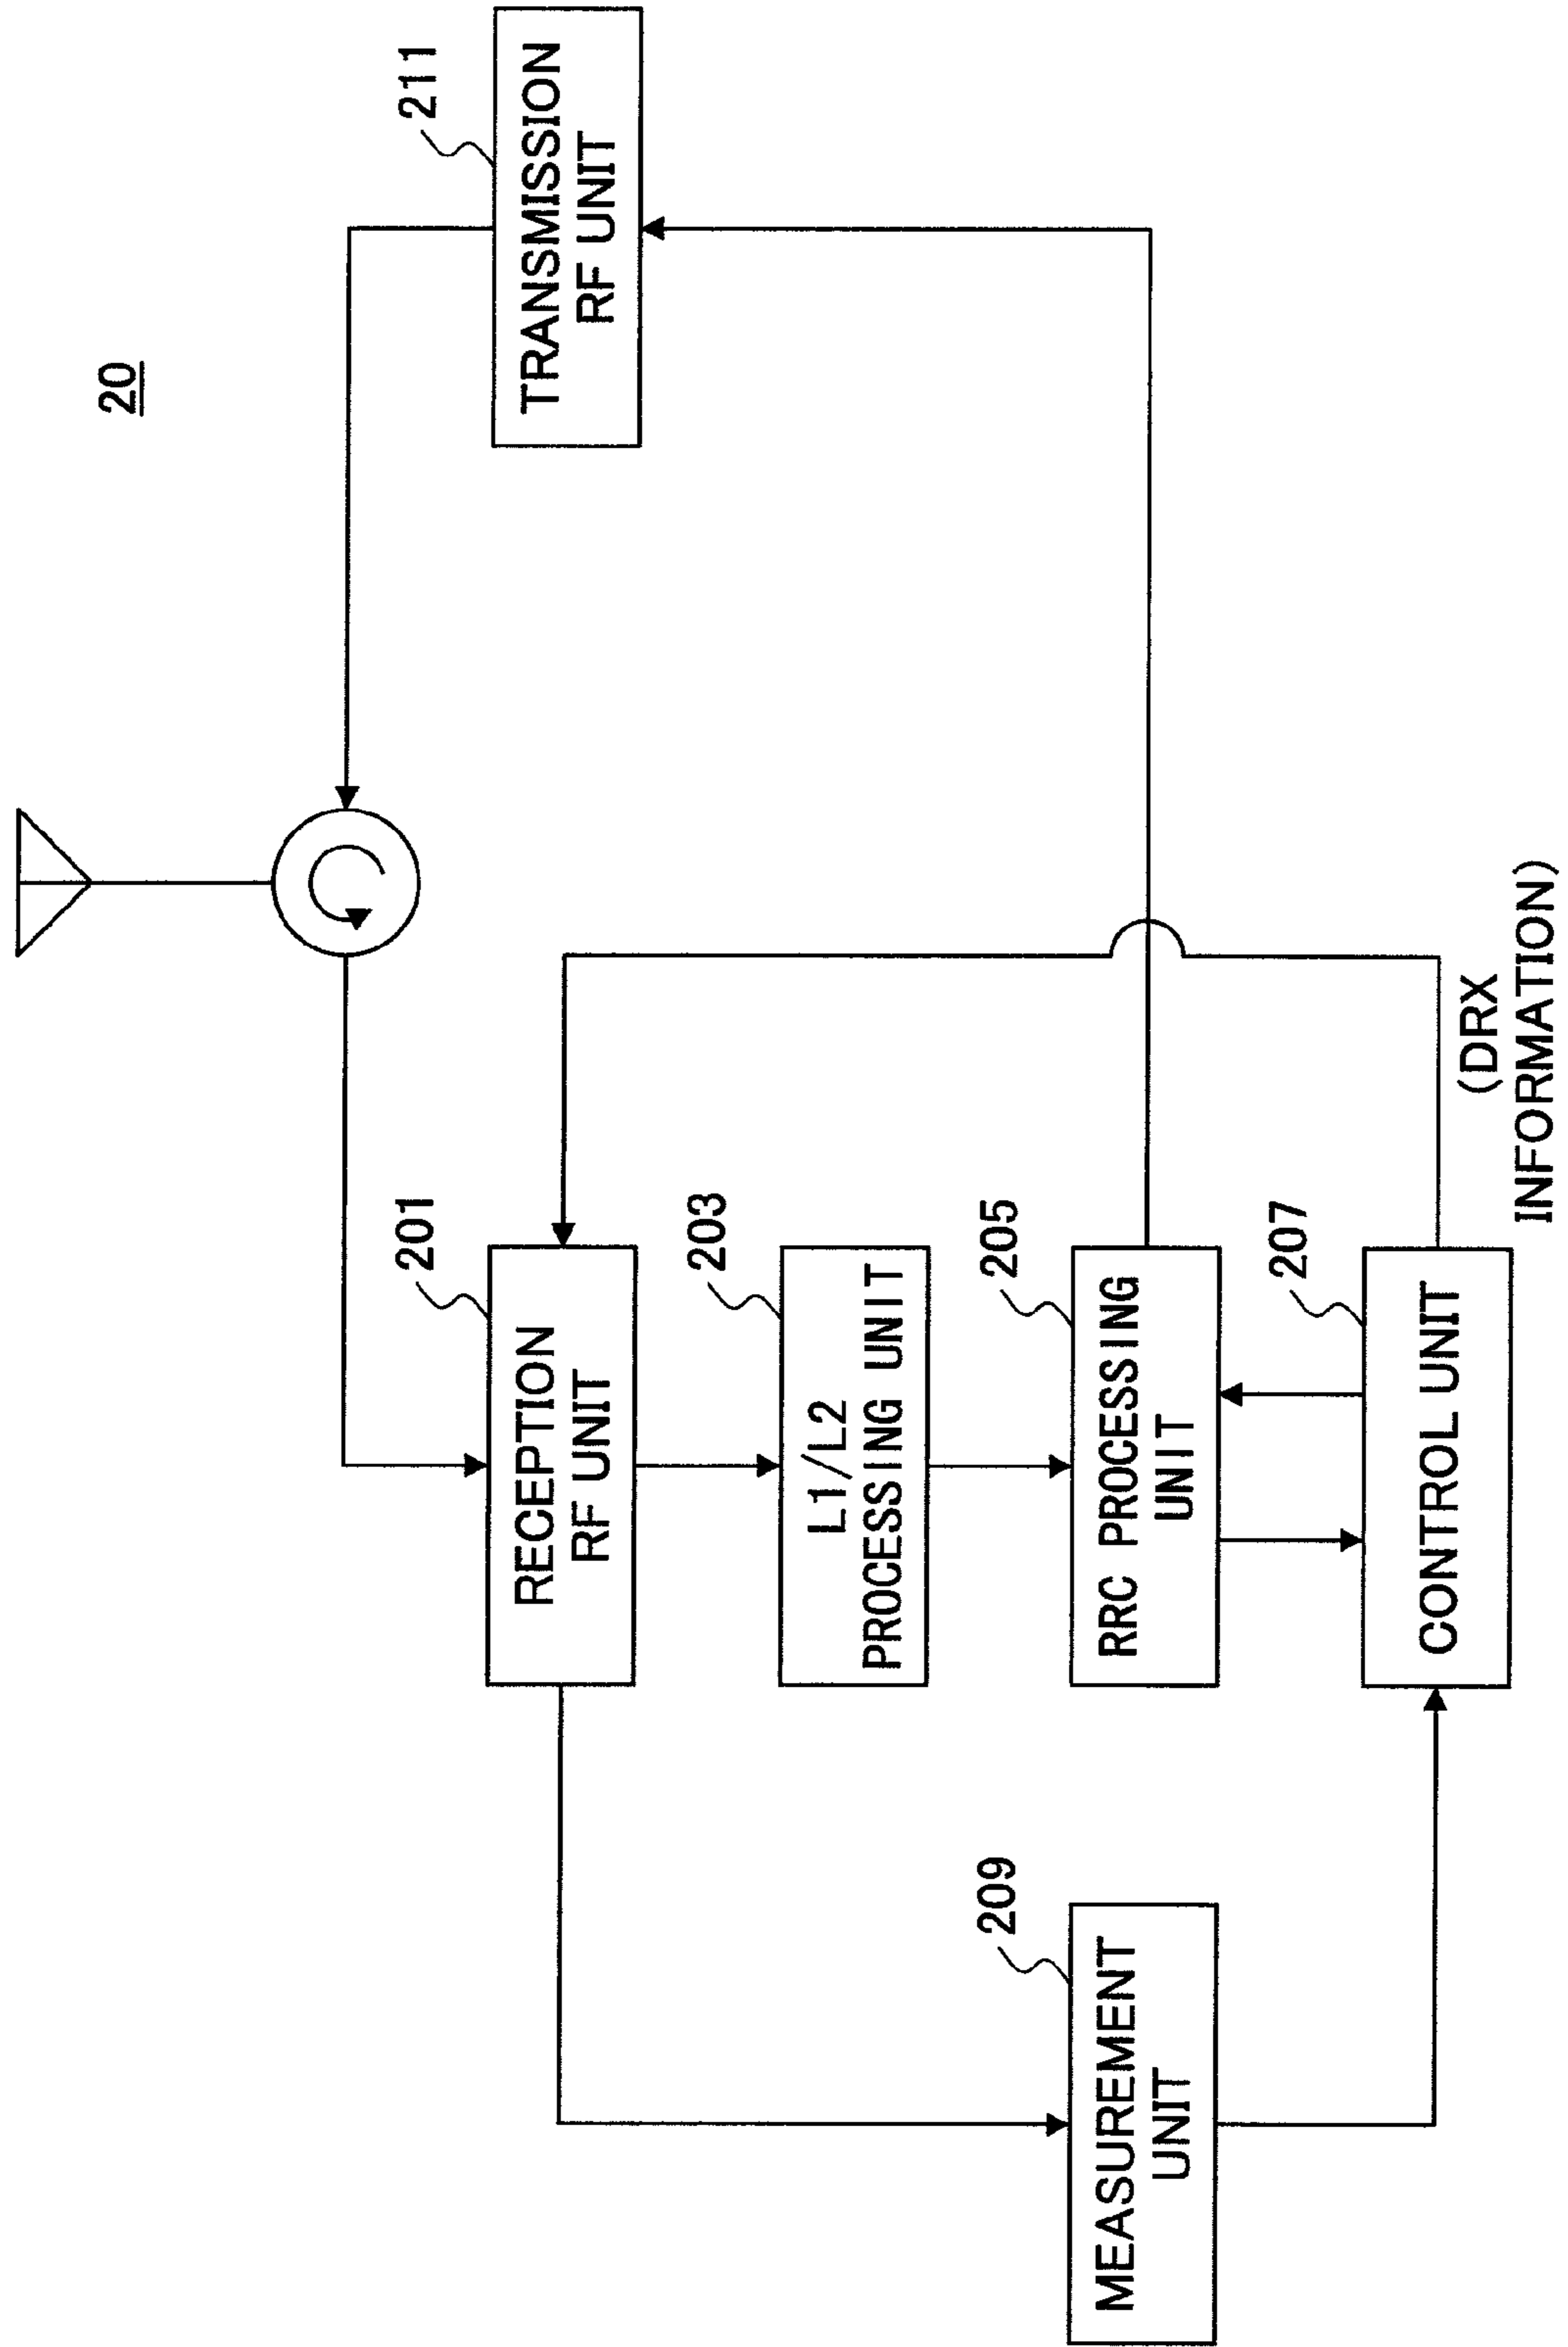 20
211
TRANSMISSION
RF UNIT
201
RECEPTION
RF UNIT
203
L1/L2
PROCESSING UNIT
205
RRC PROCESSING
UNIT
207
CONTROL UNIT
(DRX
INFORMATION)
209
MEASUREMENT
UNIT